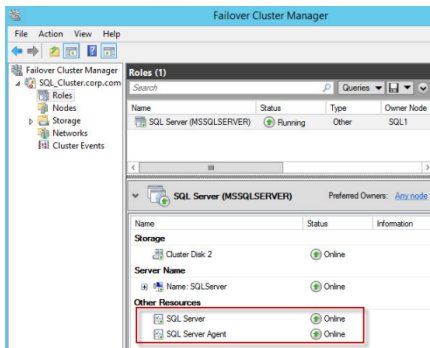 Failover Cluster Manager
File Action View Help
Failover Cluster Manager
SQL_Cluster.corp.com
Roles
Nodes
Storage
Networks
Cluster Events
Roles (1)
Search
Queries
Name Status Type Owner Node
SQL Server (MSSQLSERVER) Running Other SQL1
SQL Server (MSSQLSERVER) Preferred Owners: Any node
Name Status Information
Storage
Cluster Disk 2 Online
Server Name
Name: SQLServer Online
Other Resources
SQL Server Online
SQL Server Agent Online